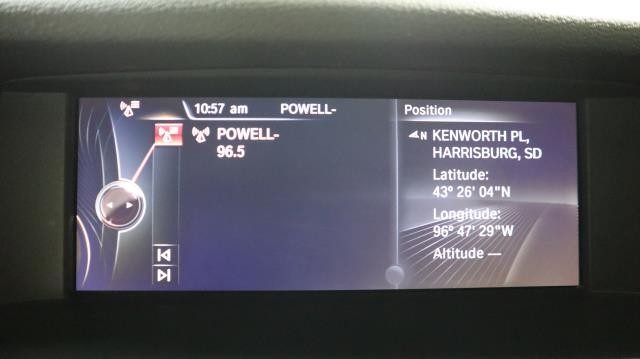 10:57 am POWELL-
POWELL-
96.5
Position
N KENWORTH PL,
HARRISBURG, SD
Latitude:
43° 26' 04"N
Longitude:
96° 47' 29"W
Altitude ---